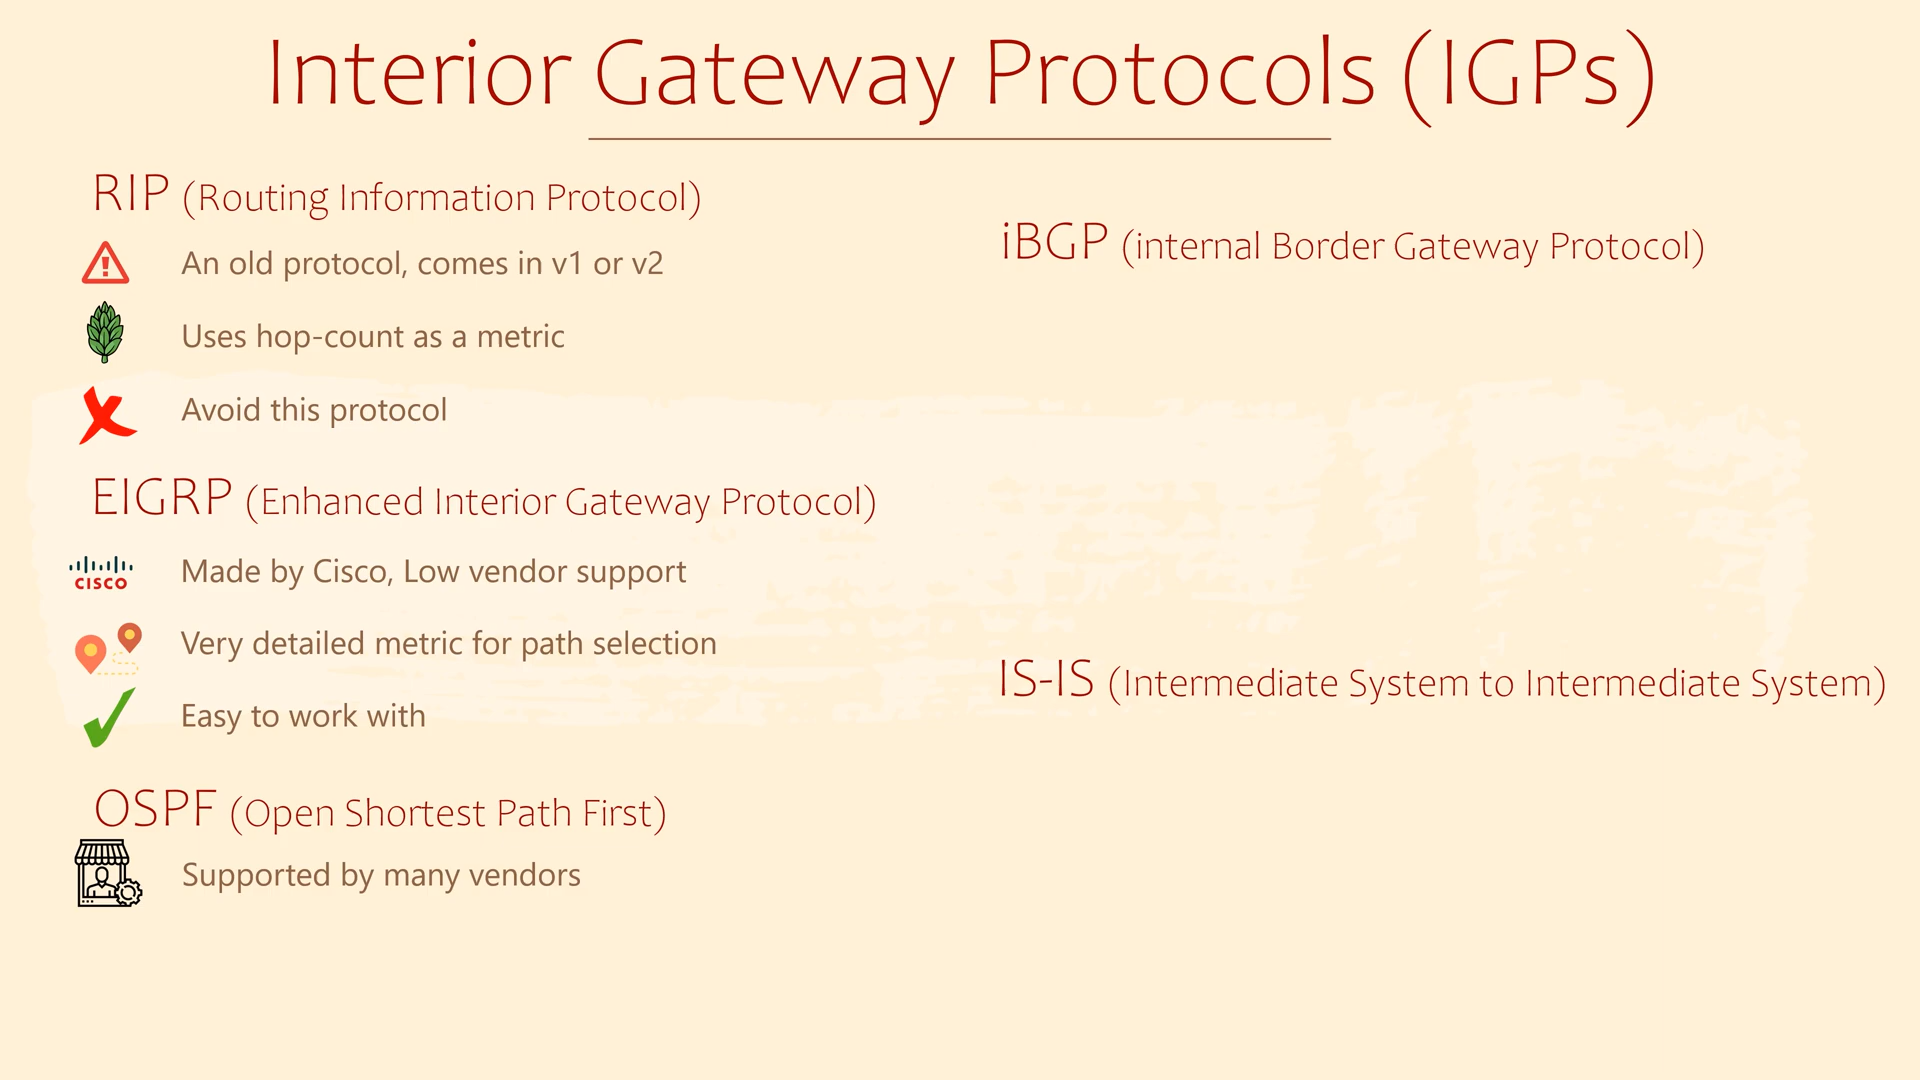 Interior Gateway Protocols (IGPs)
RIP (Routing Information Protocol)
An old protocol, comes in v1 or v2
Uses hop-count as a metric
Avoid this protocol
EIGRP (Enhanced Interior Gateway Protocol)
CISCO
Made by Cisco, Low vendor support
Very detailed metric for path selection
Easy to work with
OSPF (Open Shortest Path First)
Supported by many vendors
iBGP (internal Border Gateway Protocol)
IS-IS (Intermediate System to Intermediate System)